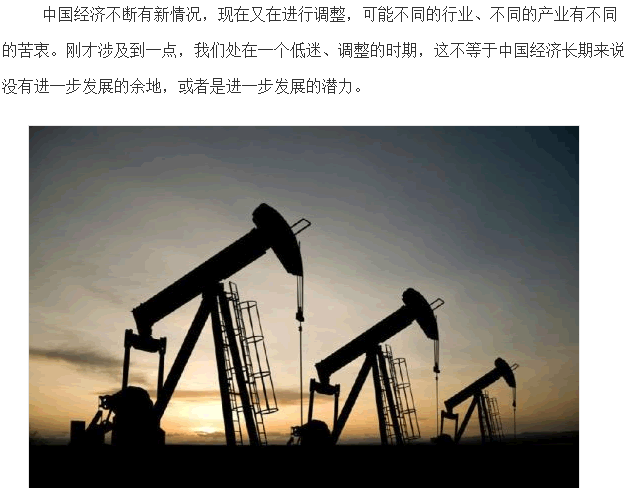 中国经济不断有新情况，现在又在进行调整，可能不同的行业、不同的产业有不同
的苦衷。刚才涉及到一点，我们处在一个低迷、调整的时期，这不等于中国经济长期来说
没有进一步发展的余地，或者是进一步发展的潜力。